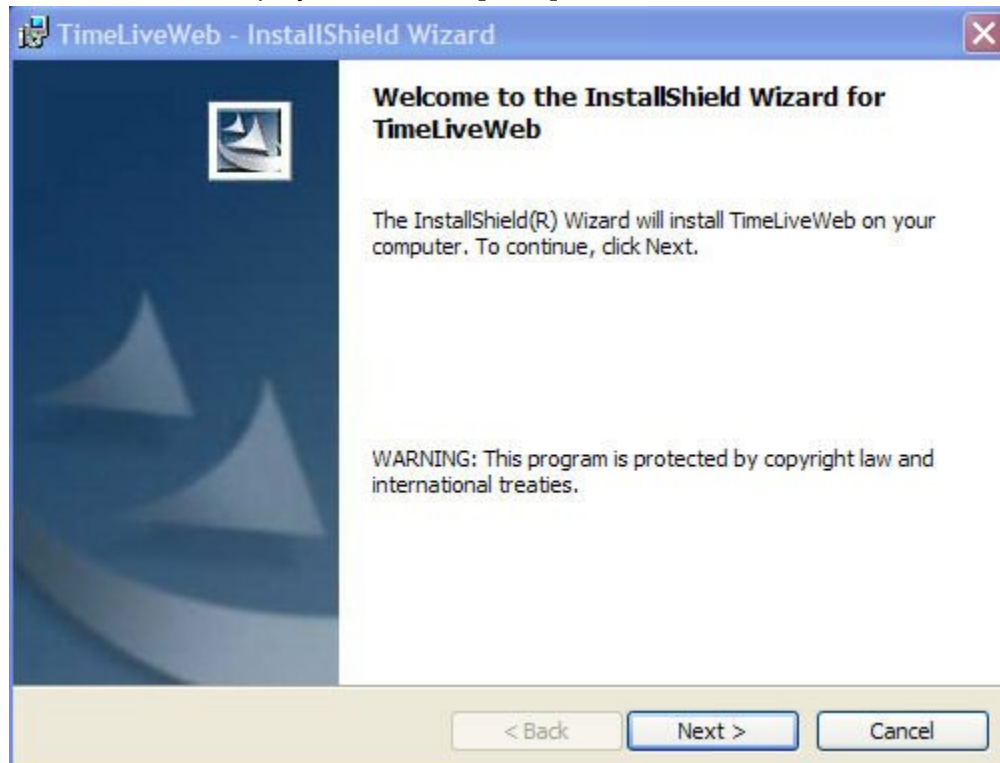 TimeLiveWeb - InstallShield Wizard
Welcome to the InstallShield Wizard for
TimeLiveWeb
The InstallShield(R) Wizard will install TimeLiveWeb on your
computer. To continue, click Next.
WARNING: This program is protected by copyright law and
international treaties.
< Back
Next >
Cancel